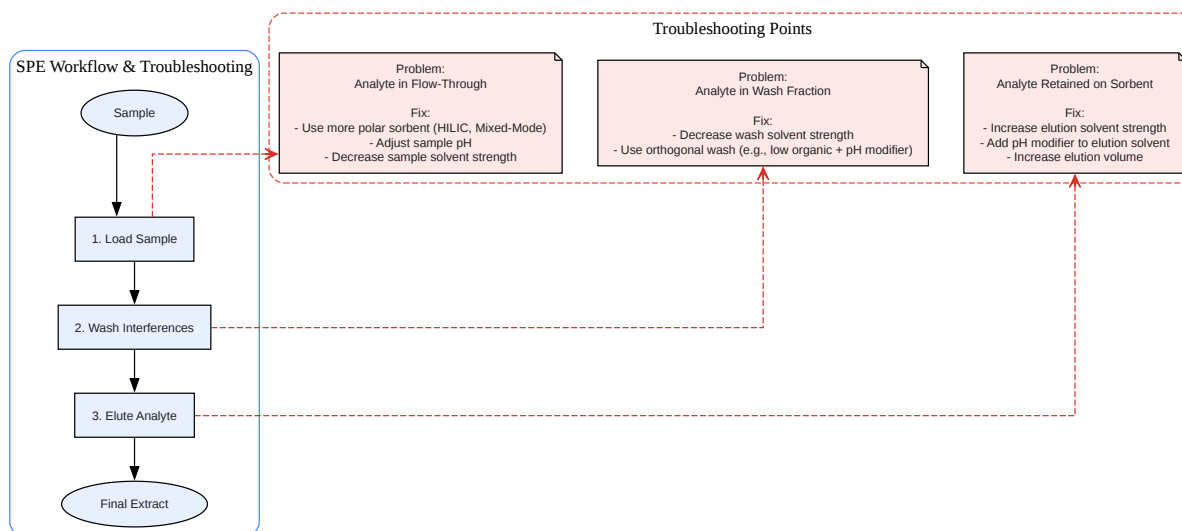 SPE Workflow & Troubleshooting
Sample
1. Load Sample
2. Wash Interferences
3. Elute Analyte
Final Extract
Troubleshooting Points
Problem:
Analyte in Flow-Through
Fix:
- Use more polar sorbent (HILIC, Mixed-Mode)
- Adjust sample pH
- Decrease sample solvent strength
Problem:
Analyte in Wash Fraction
Fix:
- Decrease wash solvent strength
- Use orthogonal wash (e.g., low organic + pH modifier)
Problem:
Analyte Retained on Sorbent
Fix:
- Increase elution solvent strength
- Add pH modifier to elution solvent
- Increase elution volume